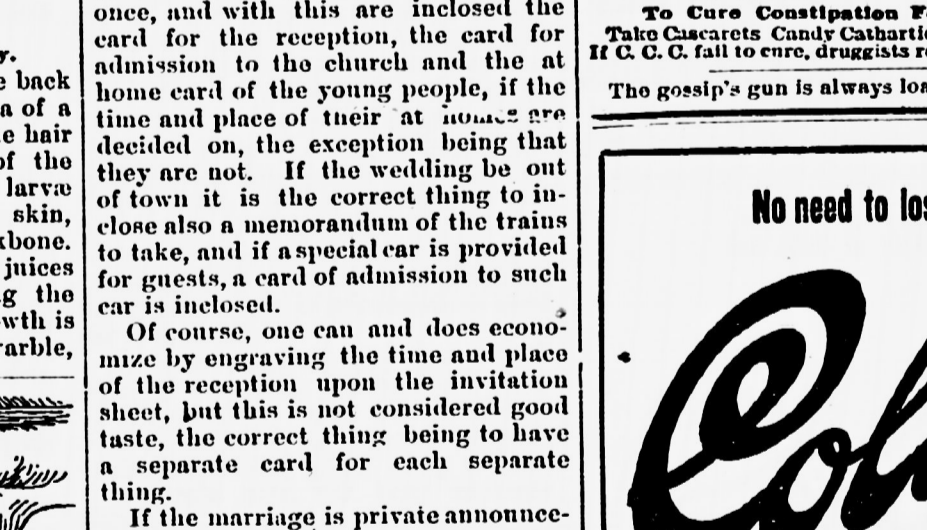 y.
e back
a of a
e hair
of the
larvæ
skin,
kbone.
juices
g the
wth is
arble,
once, and with this are inclosed the
card for the reception, the card for
admission to the church and the at
home card of the young people, if the
time and place of their at homes are
decided on, the exception being that
they are not. If the wedding be out
of town it is the correct thing to in-
close also a memorandum of the trains
to take, and if a special car is provided
for guests, a card of admission to such
car is inclosed.
Of course, one can and does econo-
mize by engraving the time and place
of the reception upon the invitation
sheet, but this is not considered good
taste, the correct thing being to have
a separate card for each separate
thing.
If the marriage is private announce-
To Cure Constipation F
Take Cascarets Candy Catharti
If C. C. C. fail to cure, druggists r
The gossip's gun is always loa
No need to los
Col